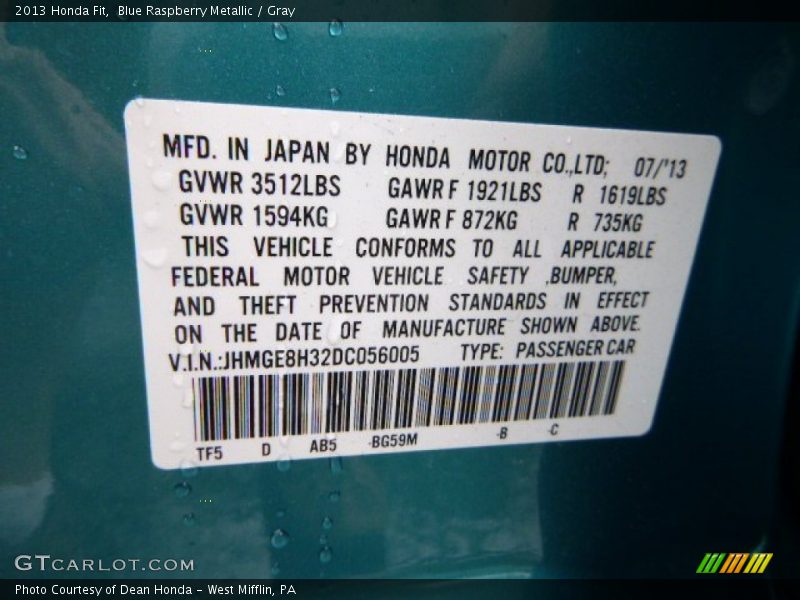 2013 Honda Fit,  Blue Raspberry Metallic / Gray
MFD. IN JAPAN BY HONDA MOTOR CO.,LTD; 07/'13
GVWR 3512LBS GAWR F 1921LBS R 1619LBS
GVWR 1594KG GAWR F 872KG R 735KG
THIS VEHICLE CONFORMS TO ALL APPLICABLE
FEDERAL MOTOR VEHICLE SAFETY ,BUMPER,
AND THEFT PREVENTION STANDARDS IN EFFECT
ON THE DATE OF MANUFACTURE SHOWN ABOVE.
V.I.N.:JHMGE8H32DC056005 TYPE: PASSENGER CAR
TF5 D AB5 -BG59M -B -C
GTCARLOT.COM
Photo Courtesy of Dean Honda - West Mifflin, PA